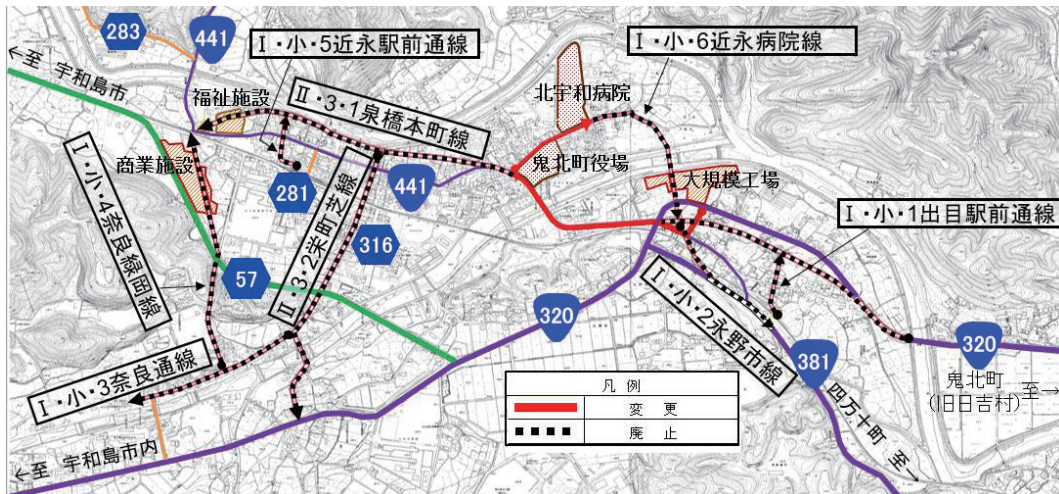 283
441
←至 宇和島市
Ⅰ・小・5近永駅前通線
Ⅰ・小・6近永病院線
福祉施設
Ⅱ・3・1泉橋本町線
北宇和病院
商業施設
281
441
鬼北町役場
大規模工場
Ⅰ・小・4奈良緑岡線
Ⅱ・3・2栄町芝線
316
Ⅰ・小・1出目駅前通線
57
320
Ⅰ・小・2永野市線
381
320
鬼北町
(旧日吉村) 至→
Ⅰ・小・3奈良通線
凡 例
変 更
廃 止
四万十町 至→
←至 宇和島市内